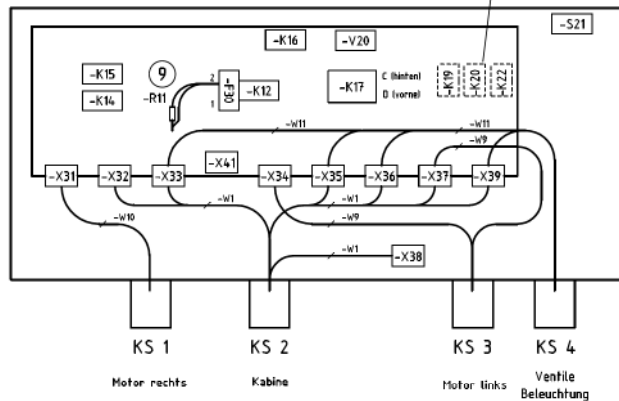 -S21
-K16 -V20
-K15 9 2 -F30 -K12 -K17 C (hinten) -K19 -K20 -K22
-K14 -R11 1 D (vorne)
-W11 -W11
-W9
-X41
-X31 -X32 -X33 -X34 -X35 -X36 -X37 -X39
-W1 -W1
-W10 -W9
-W1 -X38
KS 1 KS 2 KS 3 KS 4
Motor rechts Kabine Motor links Ventile
Beleuchtung